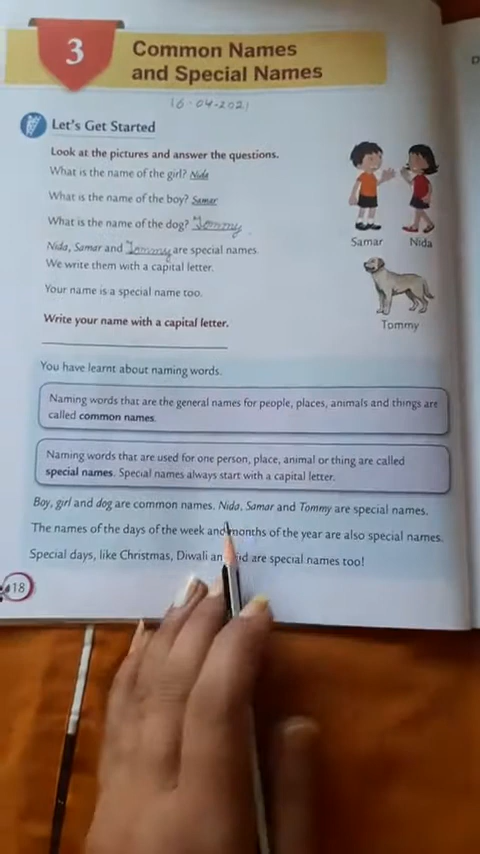 3
Common Names
and Special Names
16-04-2021
Let's Get Started
Look at the pictures and answer the questions.
What is the name of the girl? Nida
What is the name of the boy? Samar
What is the name of the dog? Tommy.
Nida, Samar and Tommy are special names.
We write them with a capital letter.
Your name is a special name too.
Write your name with a capital letter.
Samar Nida
Tommy
You have learnt about naming words.
Naming words that are the general names for people, places, animals and things are
called common names.
Naming words that are used for one person, place, animal or thing are called
special names. Special names always start with a capital letter.
Boy, girl and dog are common names. Nida, Samar and Tommy are special names.
The names of the days of the week and months of the year are also special names.
Special days, like Christmas, Diwali an id are special names too!
18